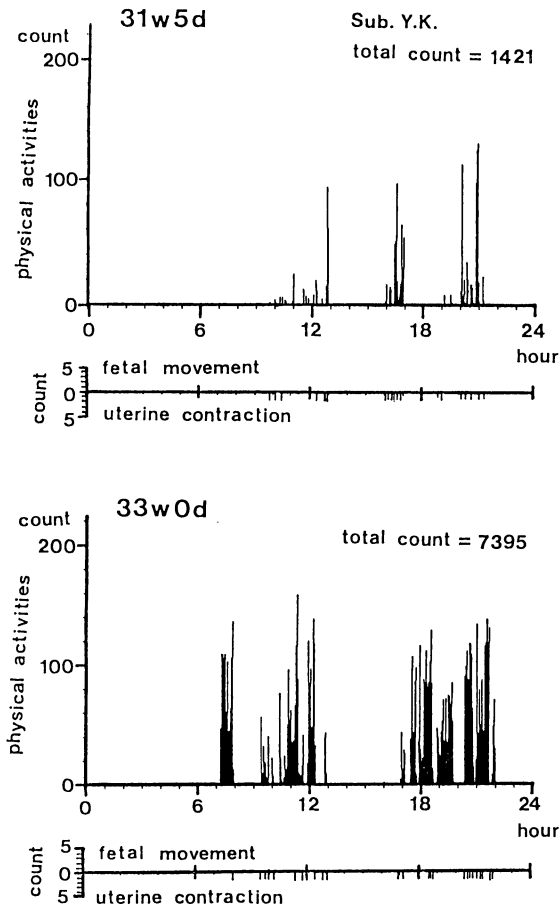 31w5d
Sub. Y.K.
count
total count = 1421
200
physical activities
100
0
0 6 12 18 24
hour
5
fetal movement
count
0
uterine contraction
5
33w0d
count
total count = 7395
200
physical activities
100
0
0 6 12 18 24
hour
5
fetal movement
count
0
uterine contraction
5